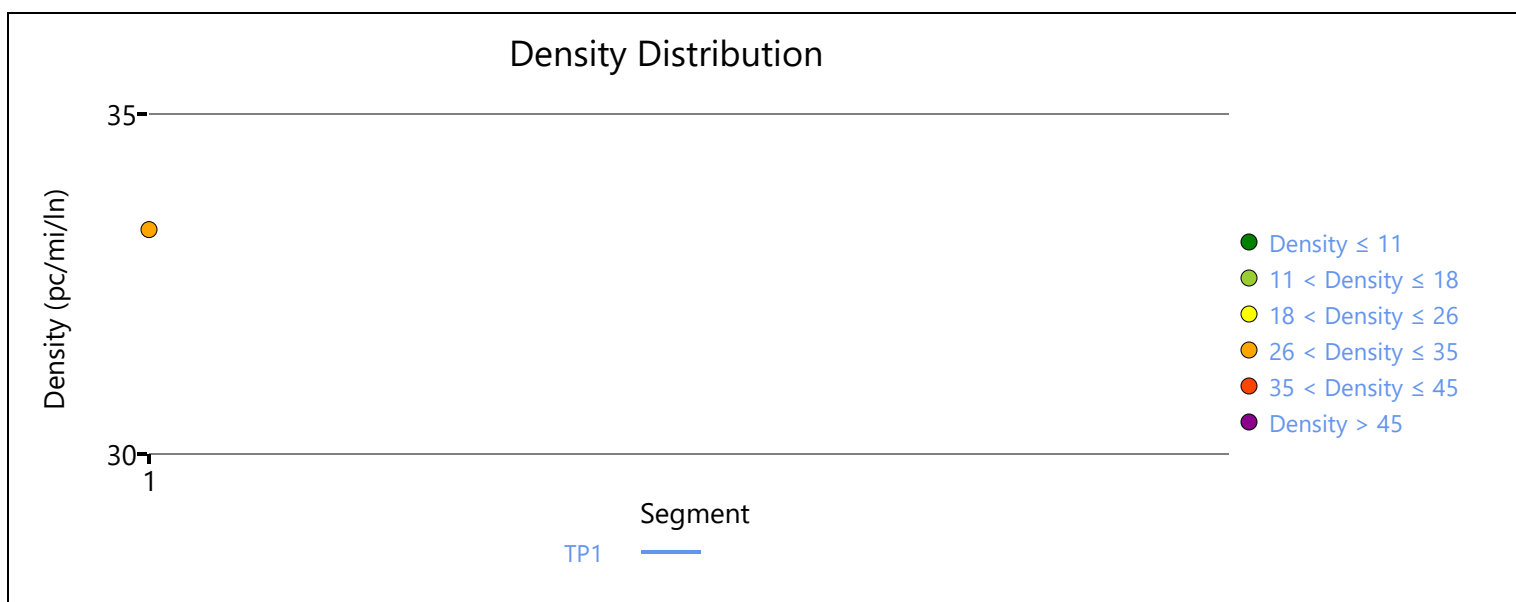 Density Distribution
35
Density (pc/mi/ln)
30
1
Segment
TP1
Density ≤ 11
11 < Density ≤ 18
18 < Density ≤ 26
26 < Density ≤ 35
35 < Density ≤ 45
Density > 45